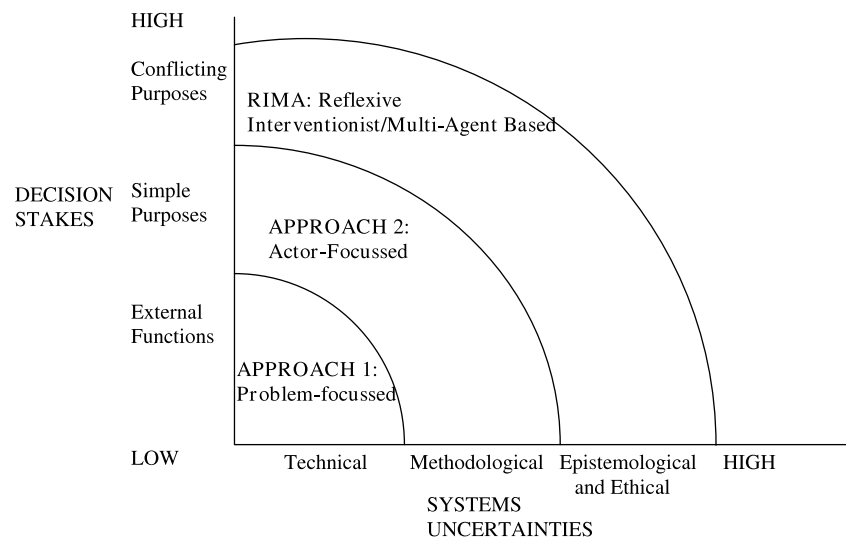 HIGH
Conflicting
Purposes
RIMA: Reflexive
Interventionist/Multi-Agent Based
DECISION
STAKES
Simple
Purposes
APPROACH 2:
Actor-Focussed
External
Functions
APPROACH 1:
Problem-focussed
LOW
Technical
Methodological
Epistemological
and Ethical
HIGH
SYSTEMS
UNCERTAINTIES